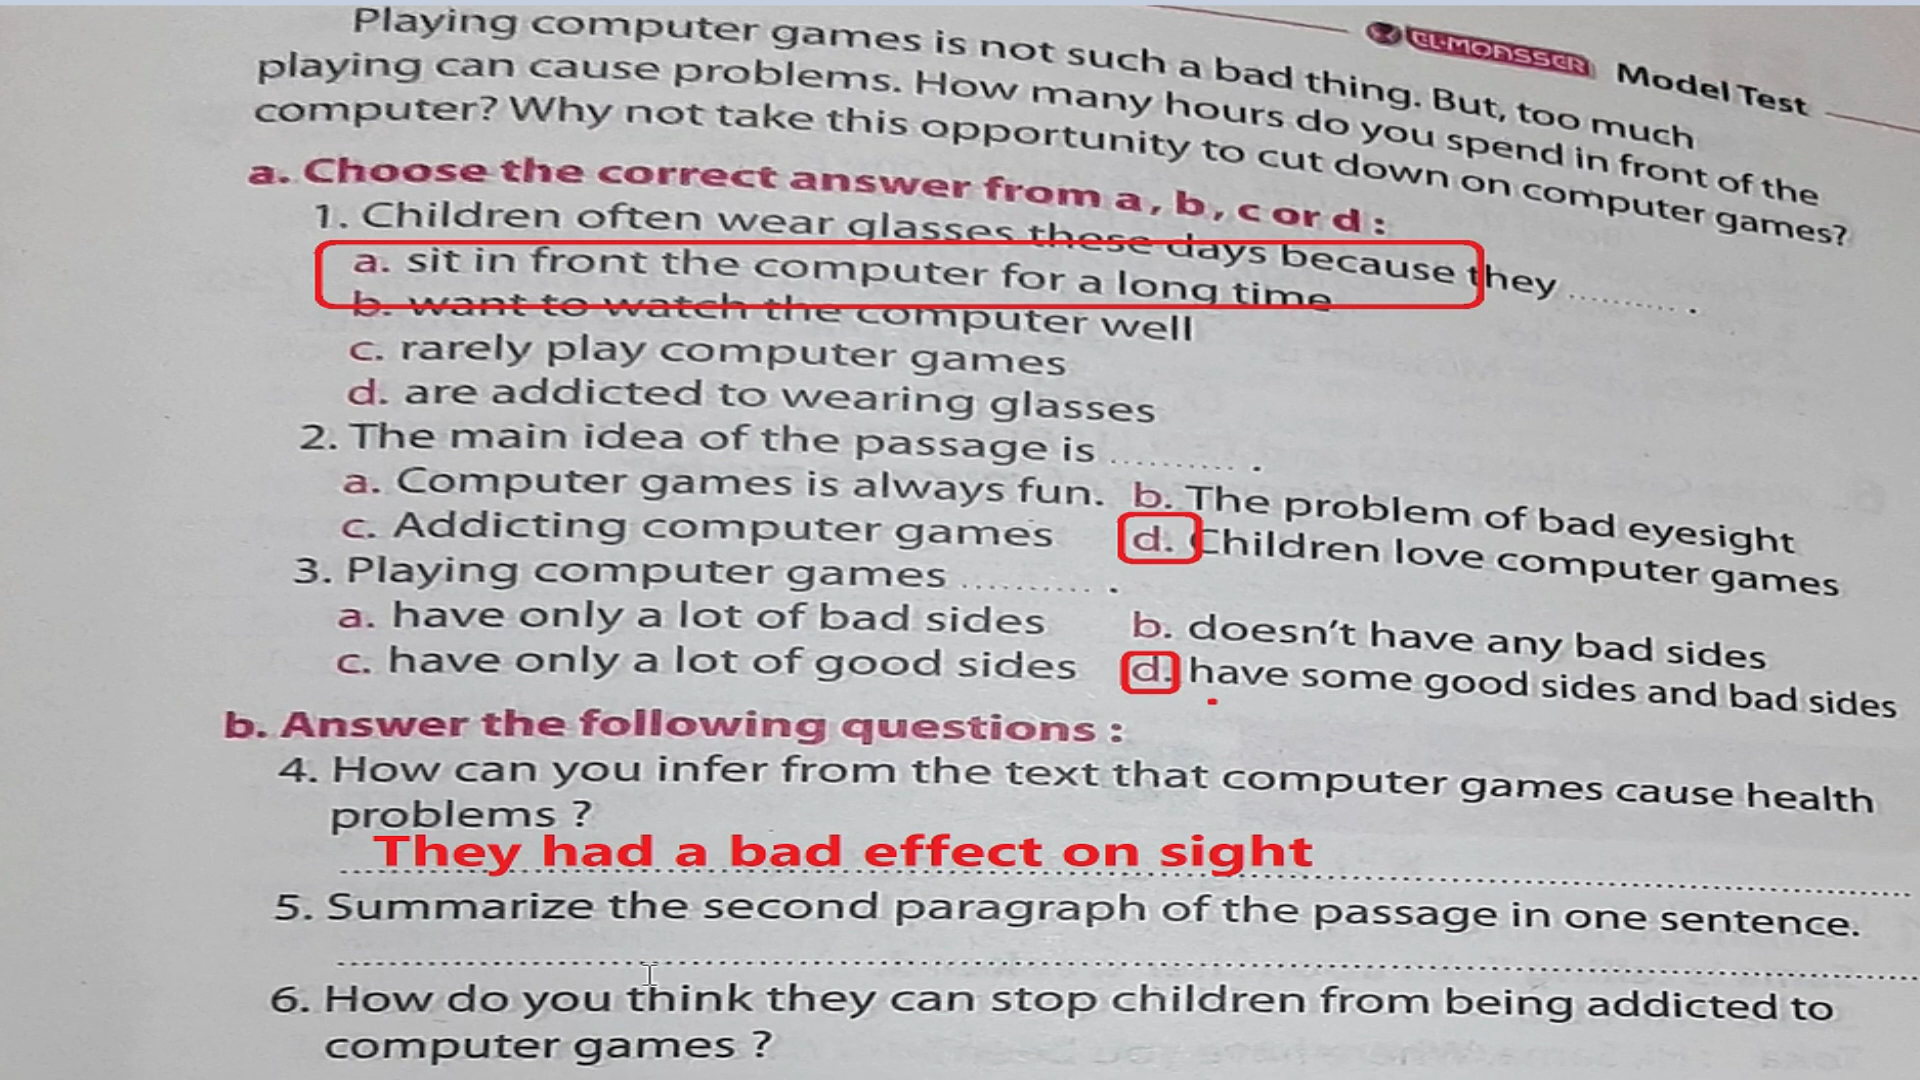 EL-MOASSER Model Test
Playing computer games is not such a bad thing. But, too much
playing can cause problems. How many hours do you spend in front of the
computer? Why not take this opportunity to cut down on computer games?
a. Choose the correct answer from a, b, c or d :
1. Children often wear glasses these days because they ............ .
a. sit in front the computer for a long time
b. want to watch the computer well
c. rarely play computer games
d. are addicted to wearing glasses
2. The main idea of the passage is ............ .
a. Computer games is always fun. b. The problem of bad eyesight
c. Addicting computer games d. Children love computer games
3. Playing computer games ............ .
a. have only a lot of bad sides b. doesn't have any bad sides
c. have only a lot of good sides d. have some good sides and bad sides
b. Answer the following questions :
4. How can you infer from the text that computer games cause health
problems ?
They had a bad effect on sight
5. Summarize the second paragraph of the passage in one sentence.
6. How do you think they can stop children from being addicted to
computer games ?